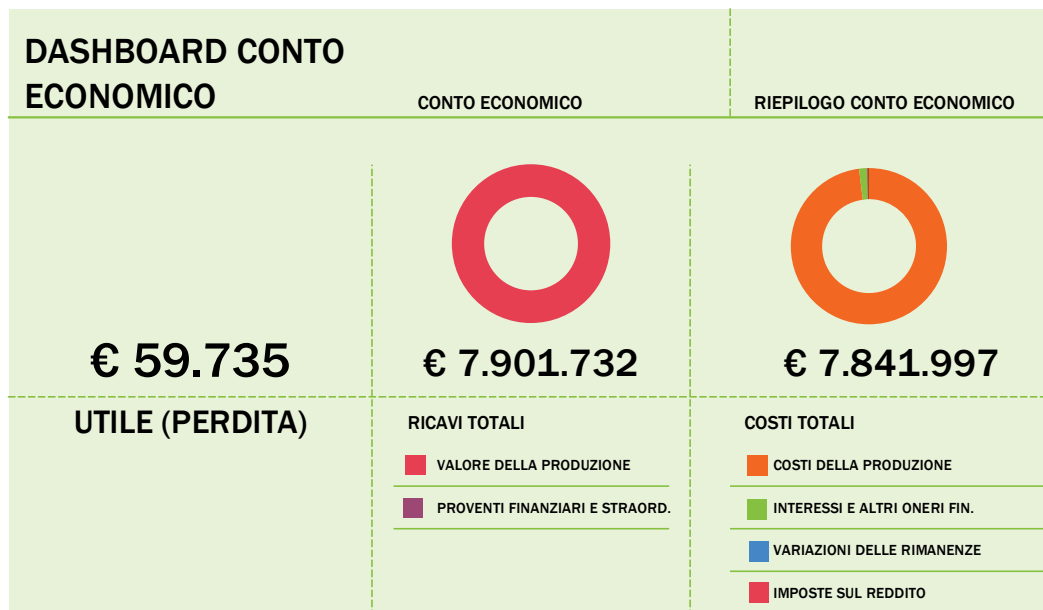 DASHBOARD CONTO
ECONOMICO
CONTO ECONOMICO
RIEPILOGO CONTO ECONOMICO
€ 59.735
UTILE (PERDITA)
€ 7.901.732
RICAVI TOTALI
VALORE DELLA PRODUZIONE
PROVENTI FINANZIARI E STRAORD.
€ 7.841.997
COSTI TOTALI
COSTI DELLA PRODUZIONE
INTERESSI E ALTRI ONERI FIN.
VARIAZIONI DELLE RIMANENZE
IMPOSTE SUL REDDITO